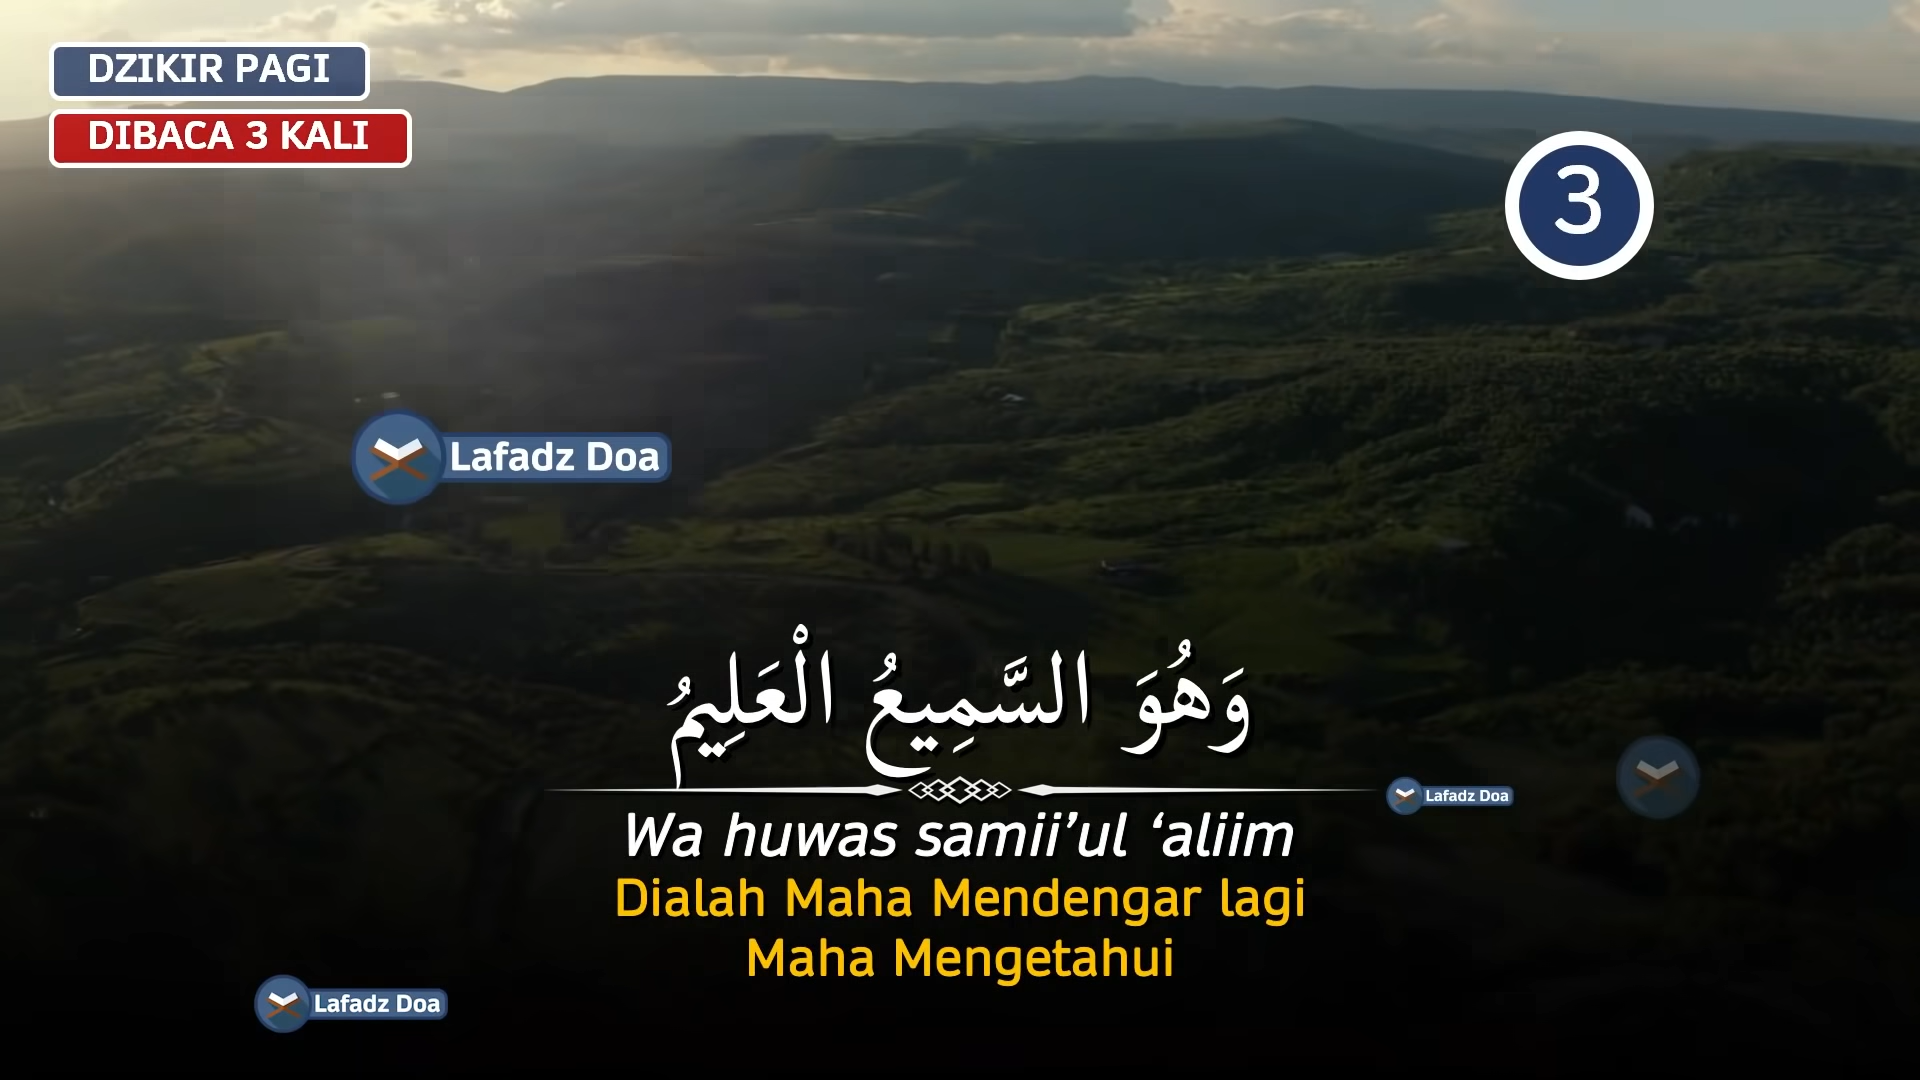 DZIKIR PAGI
DIBACA 3 KALI
3
Lafadz Doa
وَهُوَ السَّمِيعُ الْعَلِيمُ
Lafadz Doa
Wa huwas samii’ul ‘aliim
Dialah Maha Mendengar lagi
Maha Mengetahui
Lafadz Doa